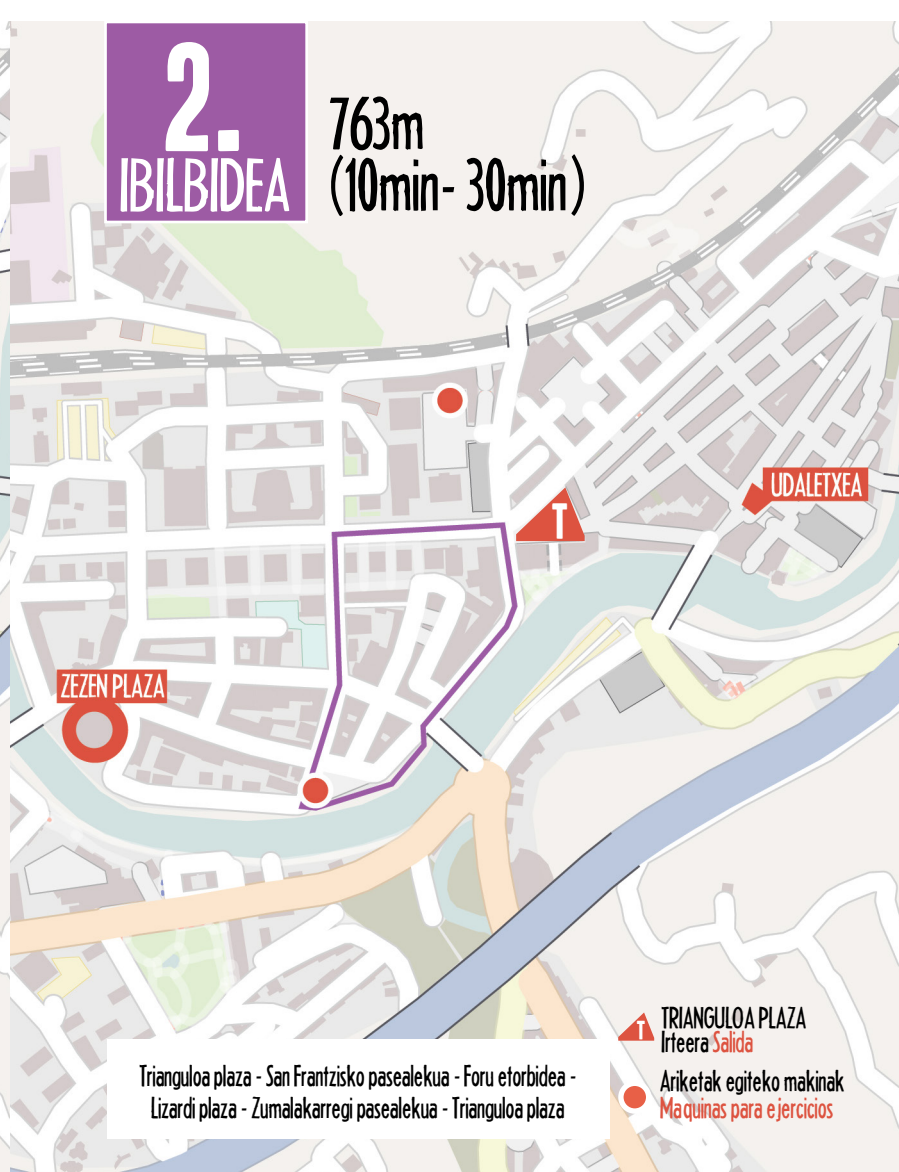 2.
IBILBIDEA
763m
(10min- 30min)
UDALETXEA
T
ZEZEN PLAZA
T
TRIANGULOA PLAZA
Irteera Salida
Ariketak egiteko makinak
Maquinas para ejercicios
Trianguloa plaza - San Frantzisko pasealekua - Foru etorbidea -
Lizardi plaza - Zumalakarregi pasealekua - Trianguloa plaza